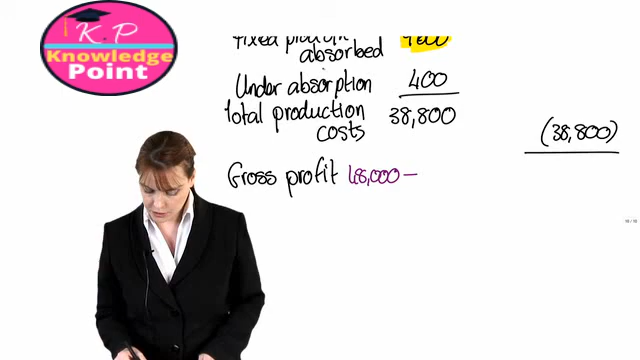 K.P
Knowledge
Point
absorbed
Under absorption 400
Total production 38,800
costs
(38,800)
Gross profit 48,000 –